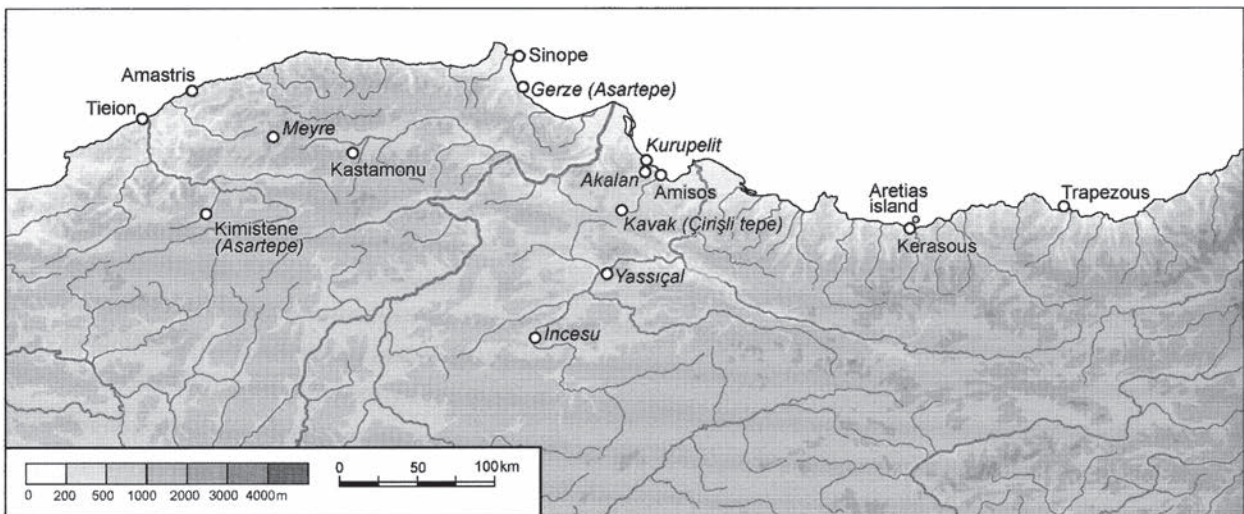 Sinope
Amastris
Gerze (Asartepe)
Tieion
Meyre
Kurupelit
Kastamonu
Akalan
Amisos
Aretias
island
Trapezous
Kimistene
(Asartepe)
Kavak (Çirişli tepe)
Kerasous
Yassıçal
Incesu
0 50 100 km
0 200 500 1000 2000 3000 4000 m